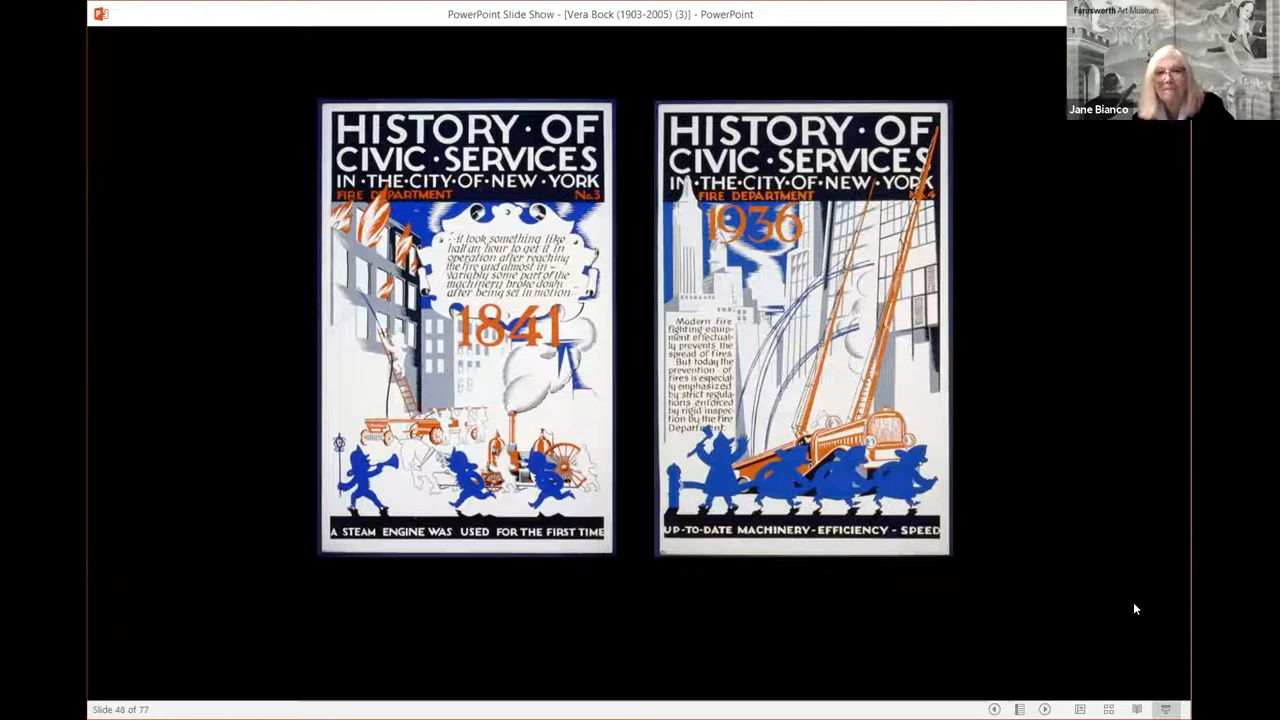 PowerPoint Slide Show - [Vera Bock (1903-2005) (3)] - PowerPoint
Farnsworth Art Museum
Jane Bianco
HISTORY · OF
CIVIC · SERVICES
IN · THE · CITY · OF · NEW · YORK
FIRE DEPARTMENT No.3
--it took something like
half an hour to get it in
operation after reaching
the fire and almost in -
variably some part of the
machinery broke down
after being set in motion
1841
A STEAM ENGINE WAS USED FOR THE FIRST TIME
HISTORY · OF
CIVIC · SERVICES
IN · THE · CITY · OF · NEW · YORK
FIRE DEPARTMENT No.4
1936
Modern fire
fighting equip-
ment effectual-
ly prevents the
spread of fires.
But today the
prevention of
fires is especial-
ly emphasized
by strict regula-
tions enforced
by rigid inspec-
tion by the Fire
Department.
UP-TO-DATE MACHINERY - EFFICIENCY - SPEED
Slide 48 of 77